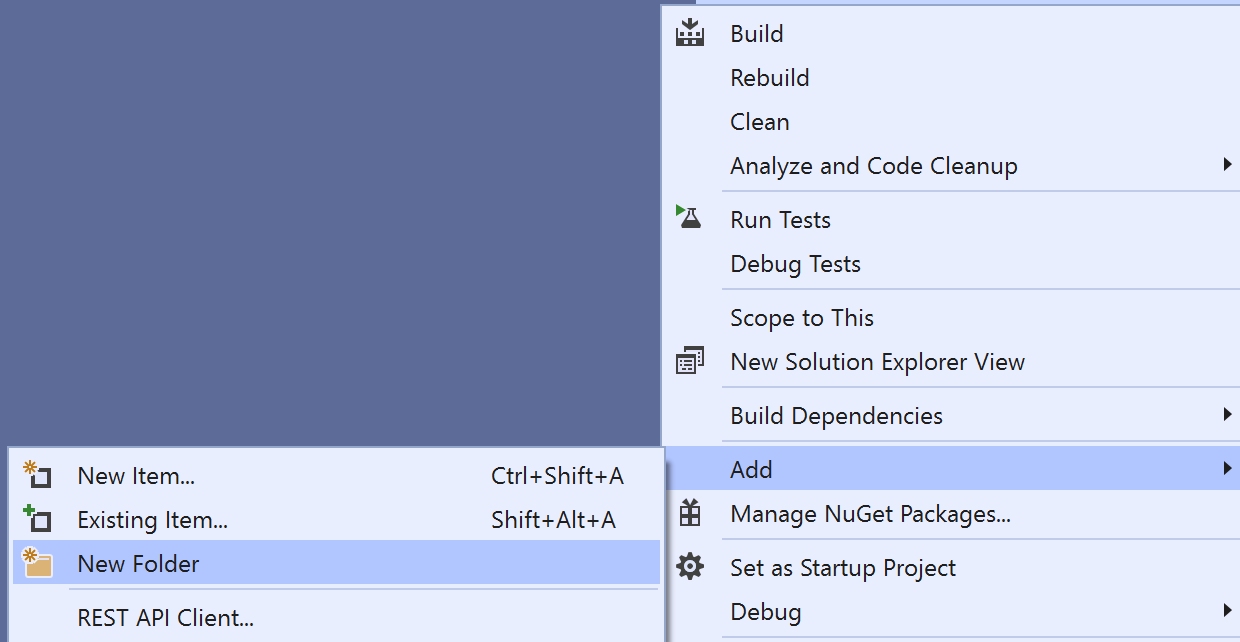 Build
Rebuild
Clean
Analyze and Code Cleanup
Run Tests
Debug Tests
Scope to This
New Solution Explorer View
Build Dependencies
Add
Manage NuGet Packages...
Set as Startup Project
Debug
New Item... Ctrl+Shift+A
Existing Item... Shift+Alt+A
New Folder
REST API Client...